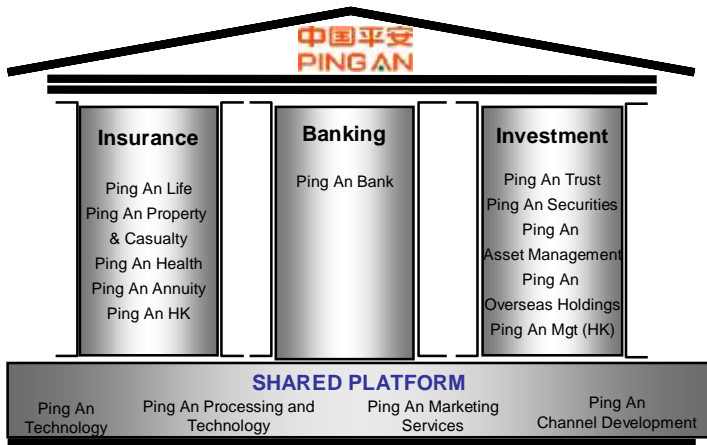 中国平安
PING AN
Insurance
Ping An Life
Ping An Property
& Casualty
Ping An Health
Ping An Annuity
Ping An HK
Banking
Ping An Bank
Investment
Ping An Trust
Ping An Securities
Ping An
Asset Management
Ping An
Overseas Holdings
Ping An Mgt (HK)
SHARED PLATFORM
Ping An
Technology
Ping An Processing and
Technology
Ping An Marketing
Services
Ping An
Channel Development